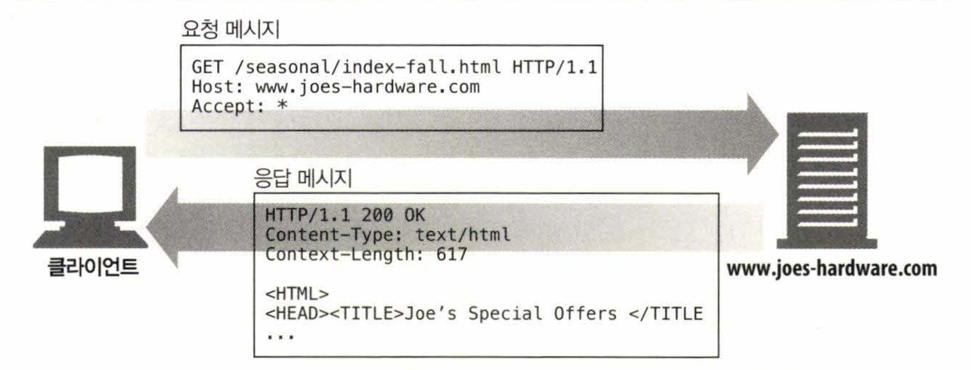 요청 메시지
GET /seasonal/index-fall.html HTTP/1.1
Host: www.joes-hardware.com
Accept: *
응답 메시지
HTTP/1.1 200 OK
Content-Type: text/html
Context-Length: 617
<HTML>
<HEAD><TITLE>Joe's Special Offers </TITLE
...
클라이언트
www.joes-hardware.com